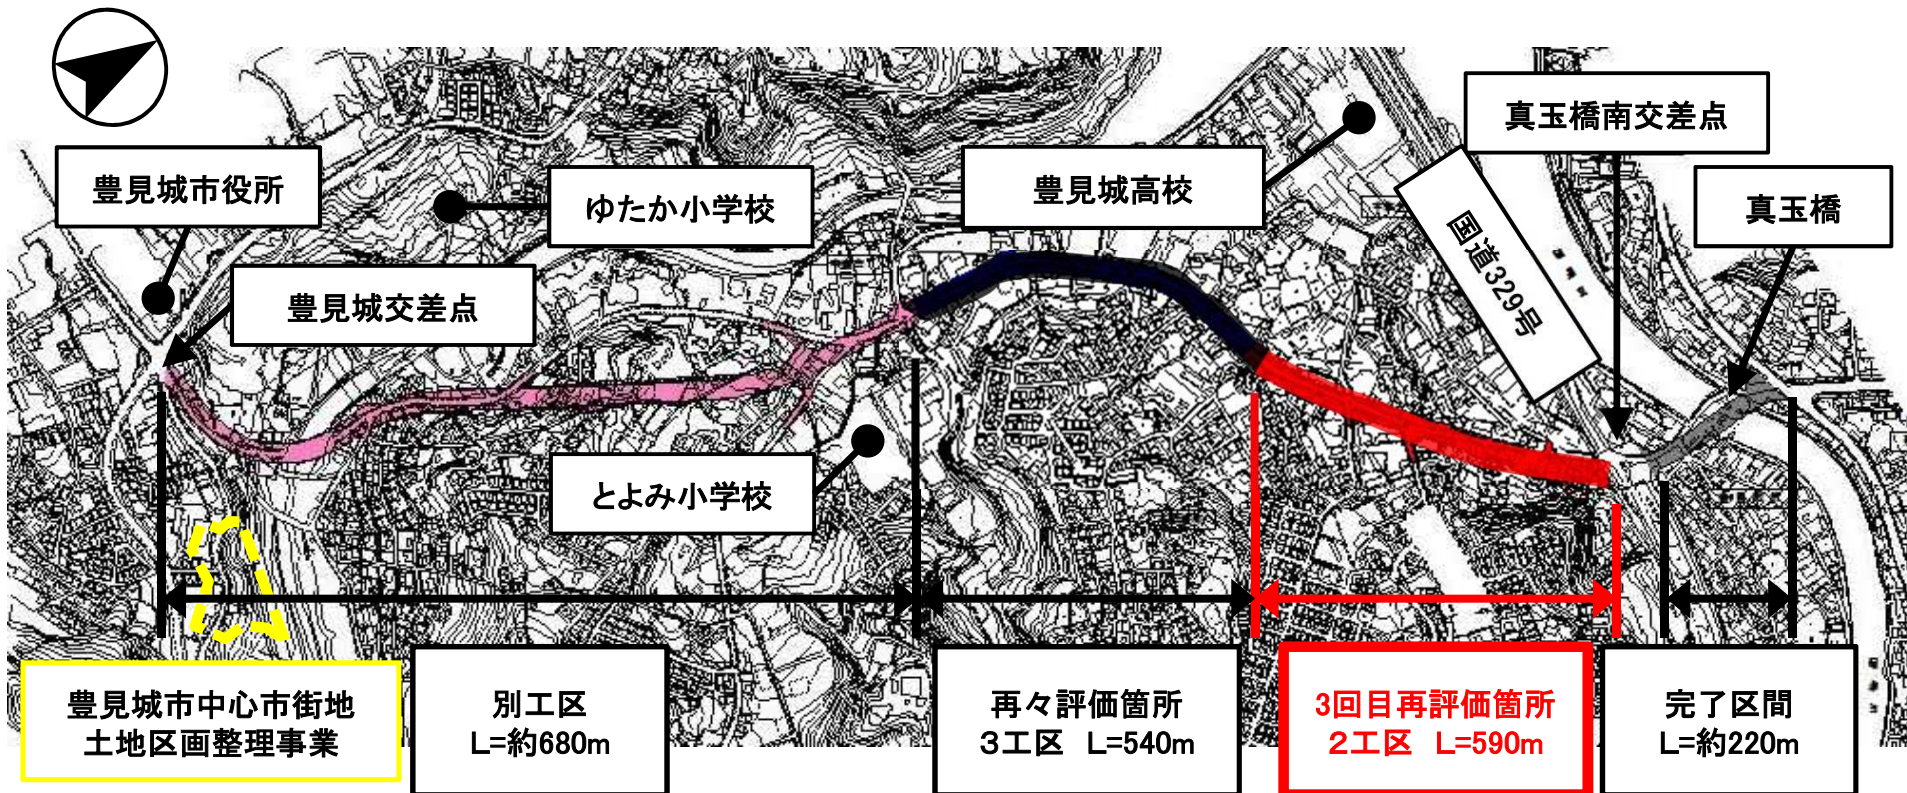 豊見城市役所
豊見城交差点
ゆたか小学校
とよみ小学校
豊見城高校
国道329号
真玉橋南交差点
真玉橋
豊見城市中心市街地
土地区画整理事業
別工区
L=約680m
再々評価箇所
3工区 L=540m
3回目再評価箇所
2工区 L=590m
完了区間
L=約220m